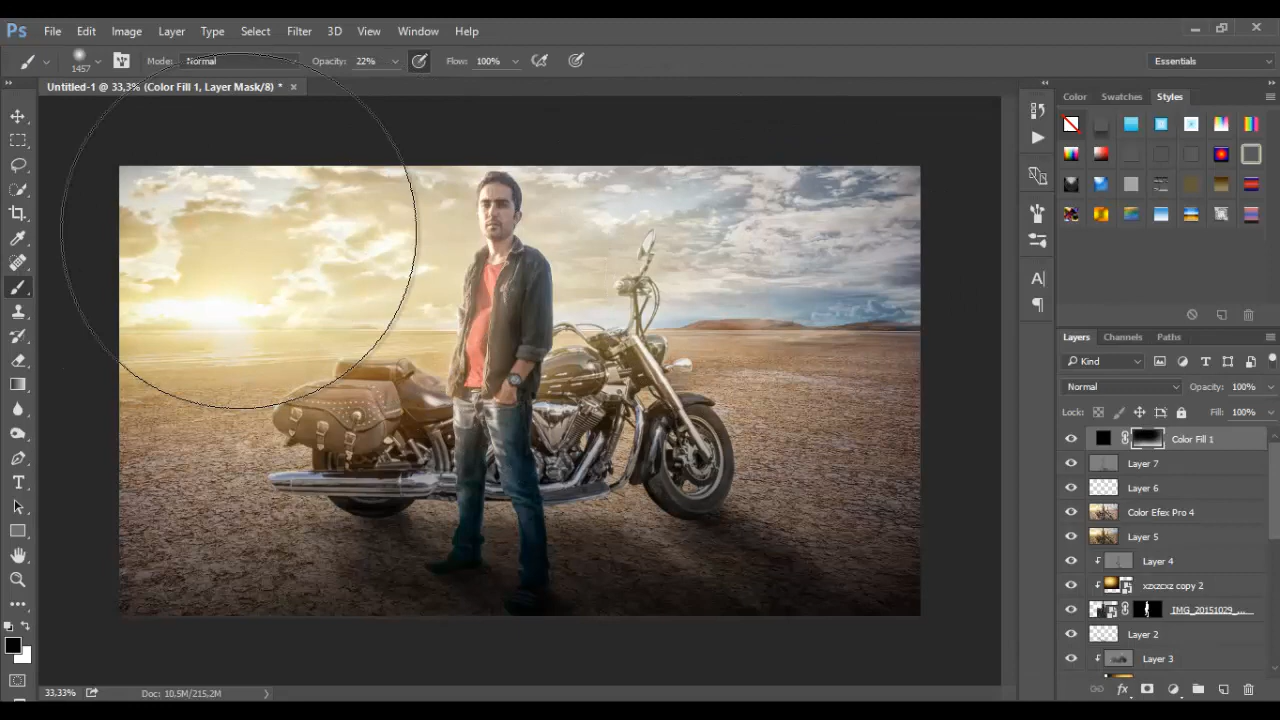 Ps File Edit Image Layer Type Select Filter 3D View Window Help
1457 Mode: Normal Opacity: 22% Flow: 100% Essentials
Untitled-1 @ 33,3% (Color Fill 1, Layer Mask/8) *
Color Swatches Styles
Layers Channels Paths
Kind
Normal Opacity: 100%
Lock: Fill: 100%
Color Fill 1
Layer 7
Layer 6
Color Efex Pro 4
Layer 5
Layer 4
xzxzcxz copy 2
IMG_20151029_...
Layer 2
Layer 3
fx
33,33% Doc: 10,5M/215,2M